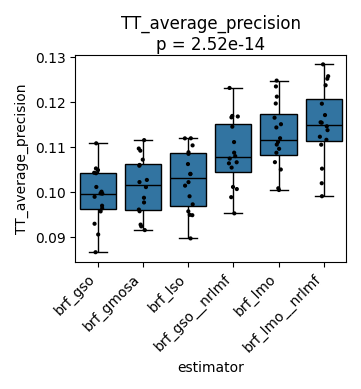 TT_average_precision
p = 2.52e-14
TT_average_precision
0.13
0.12
0.11
0.10
0.09
brf_gso
brf_gmosa
brf_lso
brf_gso__nrlmf
brf_lmo
brf_lmo__nrlmf
estimator